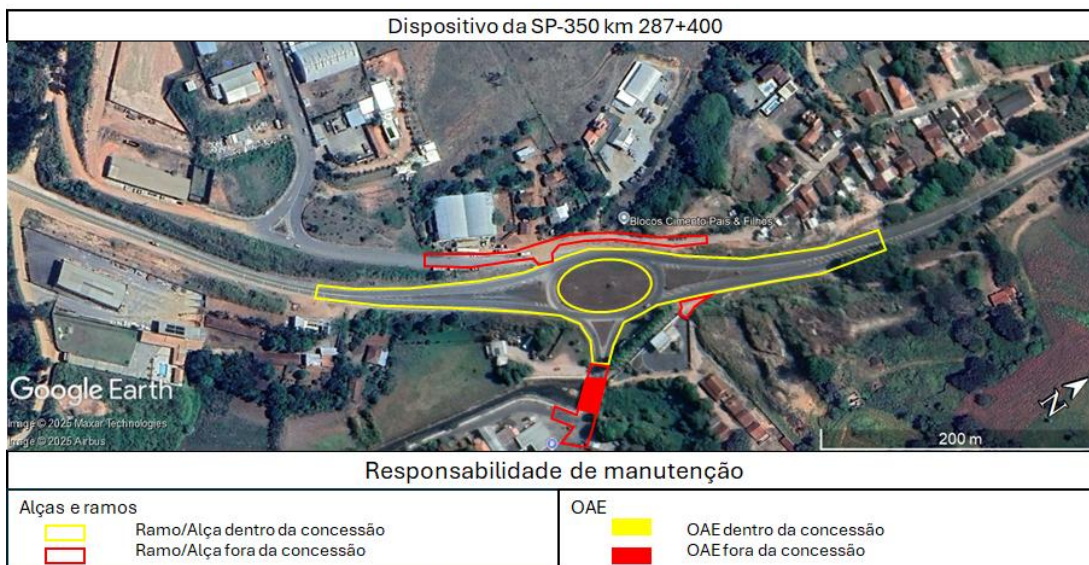 Dispositivo da SP-350 km 287+400
Blocos Cimento Pais & Filhos
Google Earth
Image © 2025 Maxar Technologies
Image © 2025 Airbus
N
200 m
Responsabilidade de manutenção
Alças e ramos
Ramo/Alça dentro da concessão
Ramo/Alça fora da concessão
OAE
OAE dentro da concessão
OAE fora da concessão